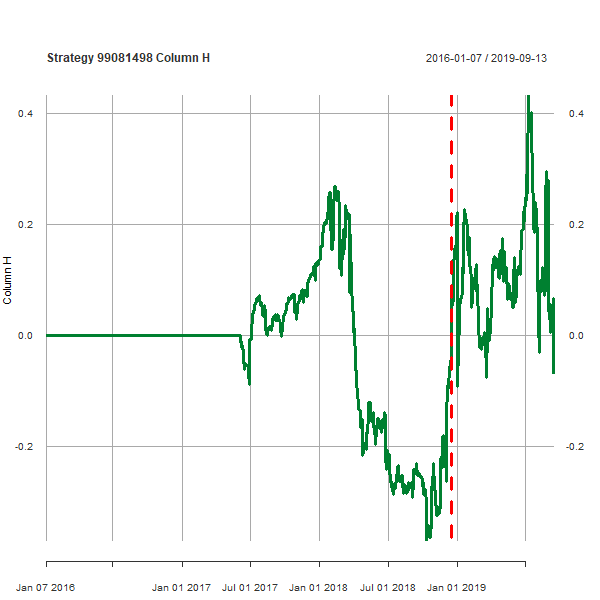 Strategy 99081498 Column H
2016-01-07 / 2019-09-13
0.4
0.4
0.2
0.2
Column H
0.0
0.0
-0.2
-0.2
Jan 07 2016
Jan 01 2017
Jul 01 2017
Jan 01 2018
Jul 01 2018
Jan 01 2019